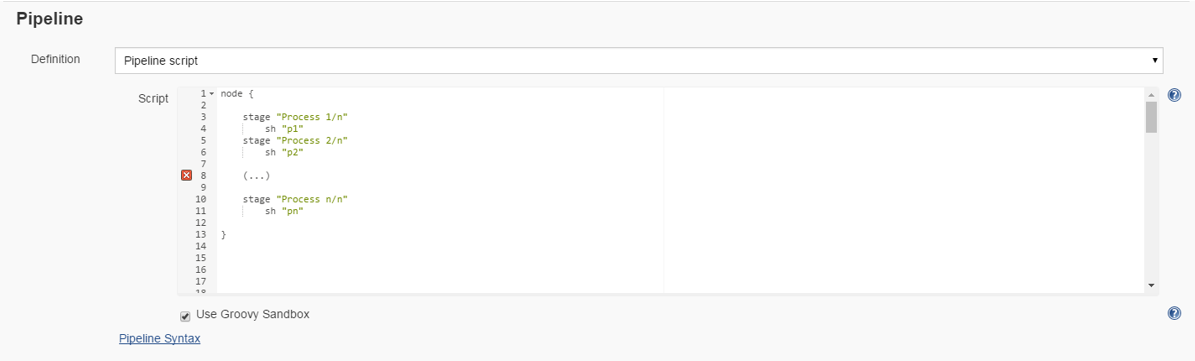 Pipeline
Definition
Pipeline script
Script
1 node {
2
3 stage "Process 1/n"
4 sh "p1"
5 stage "Process 2/n"
6 sh "p2"
7
8 (...)
9
10 stage "Process n/n"
11 sh "pn"
12
13 }
14
15
16
17
18
Use Groovy Sandbox
Pipeline Syntax